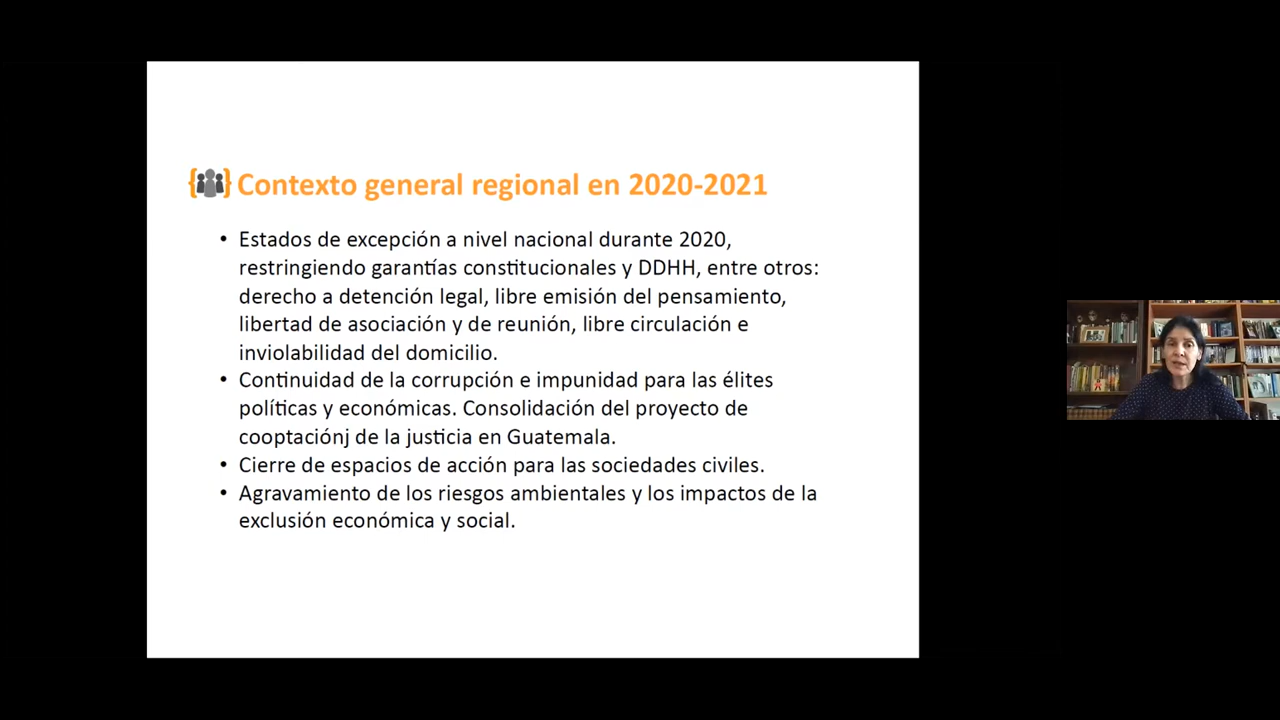 Contexto general regional en 2020-2021
• Estados de excepción a nivel nacional durante 2020,
restringiendo garantías constitucionales y DDHH, entre otros:
derecho a detención legal, libre emisión del pensamiento,
libertad de asociación y de reunión, libre circulación e
inviolabilidad del domicilio.
• Continuidad de la corrupción e impunidad para las élites
políticas y económicas. Consolidación del proyecto de
cooptaciónj de la justicia en Guatemala.
• Cierre de espacios de acción para las sociedades civiles.
• Agravamiento de los riesgos ambientales y los impactos de la
exclusión económica y social.